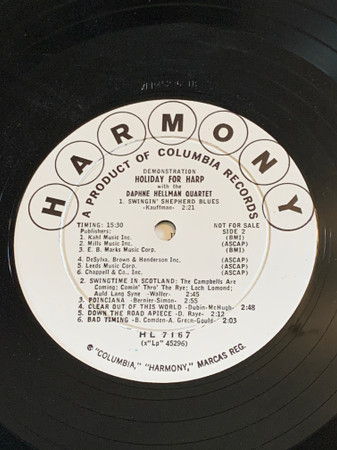 HARMONY
A PRODUCT OF COLUMBIA RECORDS
DEMONSTRATION
HOLIDAY FOR HARP
with the
DAPHNE HELLMAN QUARTET
1. SWINGIN' SHEPHERD BLUES
-Kauffman- 2:21
TIMING: 15:30 NOT FOR SALE
Publishers: SIDE 2
1. Kahl Music Inc. (BMI)
2. Mills Music Inc. (ASCAP)
3. E. B. Marks Music Corp. (BMI)
4. DeSylva, Brown & Henderson Inc. (ASCAP)
5. Leeds Music Corp. (ASCAP)
6. Chappell & Co., Inc. (ASCAP)
2. SWINGTIME IN SCOTLAND: The Campbells Are
Coming; Comin' Thro' The Rye; Loch Lomond;
Auld Lang Syne -Waller- 2:45
3. POINCIANA -Bernier-Simon- 2:55
4. CLEAR OUT OF THIS WORLD -Dubin-McHugh- 2:48
5. DOWN THE ROAD APIECE -D. Raye- 2:12
6. BAD TIMING -B. Comden-A. Green-Gould- 2:03
HL 7167
(x"Lp" 45296)
® "COLUMBIA," "HARMONY," MARCAS REG.